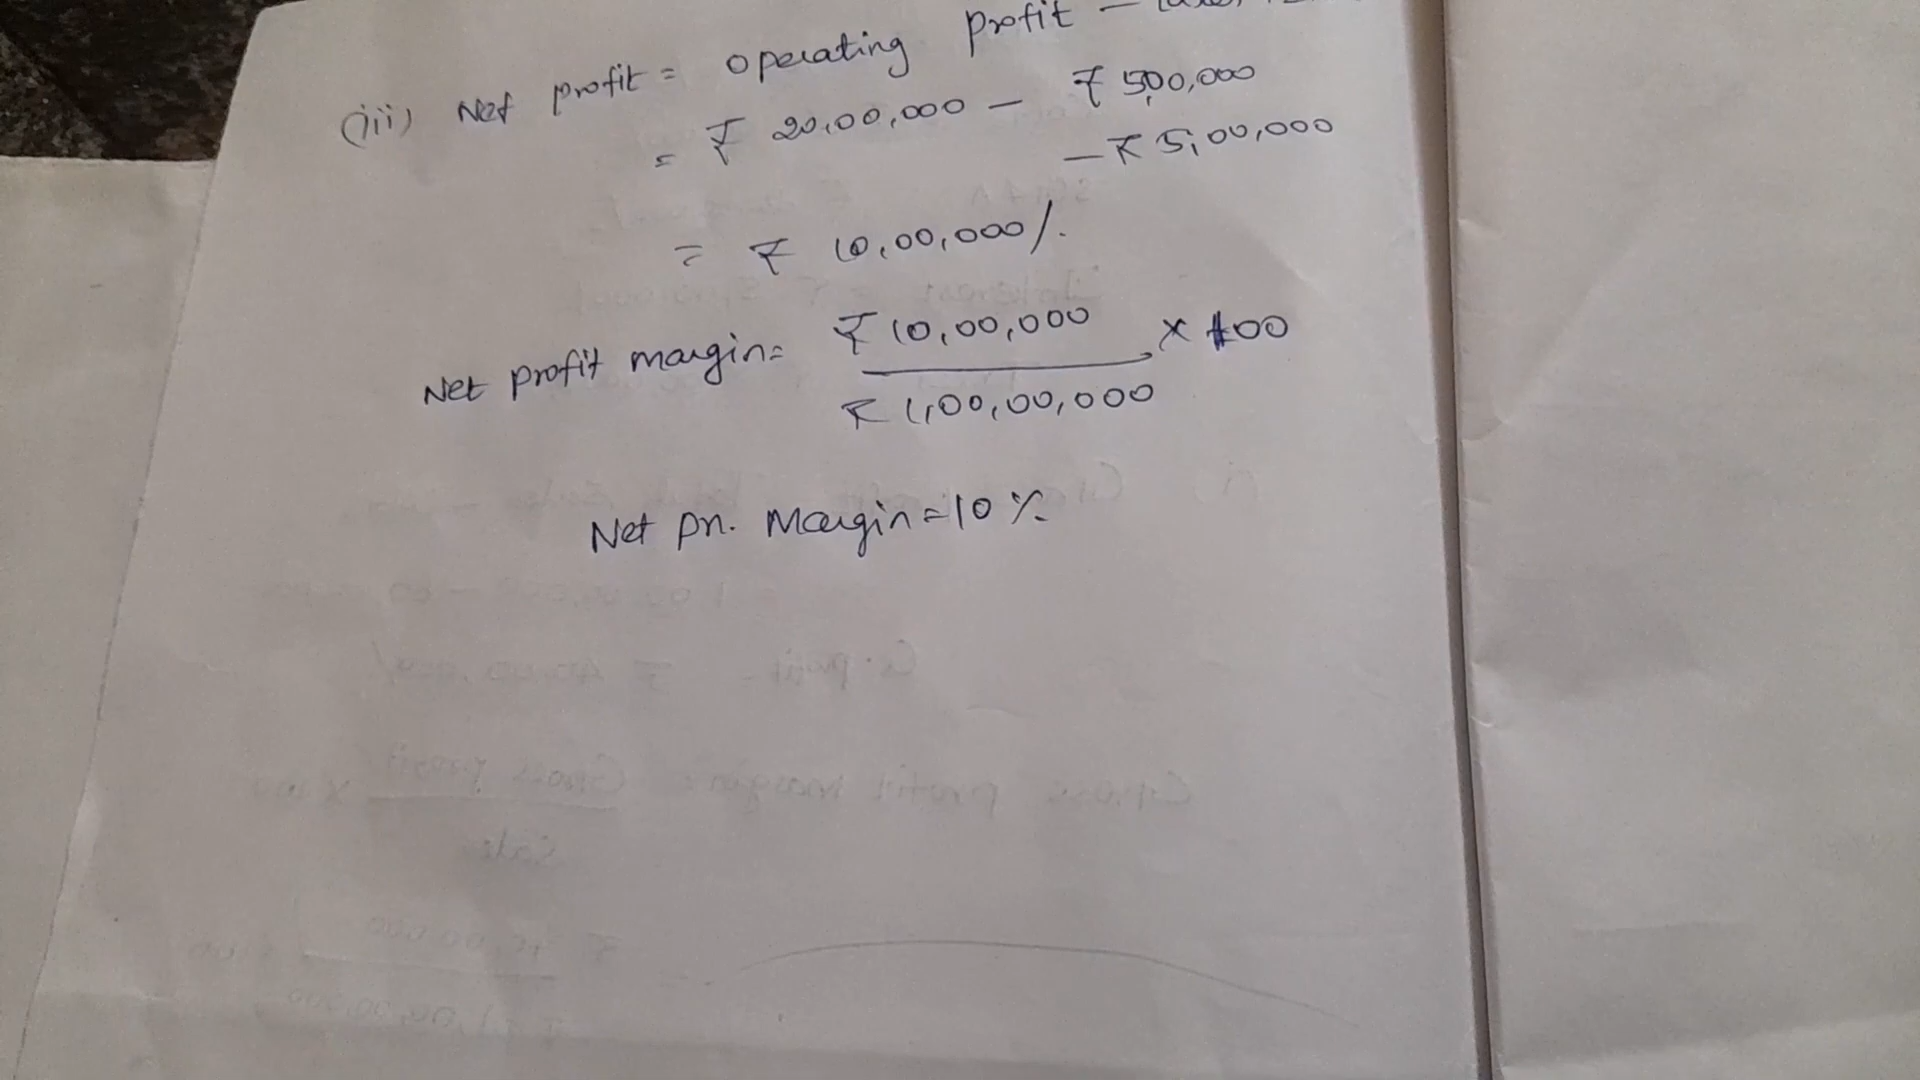 (iii) Net profit = operating profit -
= ₹ 20,00,000 - ₹ 500,000
- ₹ 5,00,000
= ₹ 10,00,000/.
Net profit margin = ₹ 10,00,000 / ₹ 1,00,00,000 × 100
Net pr. Margin = 10 %